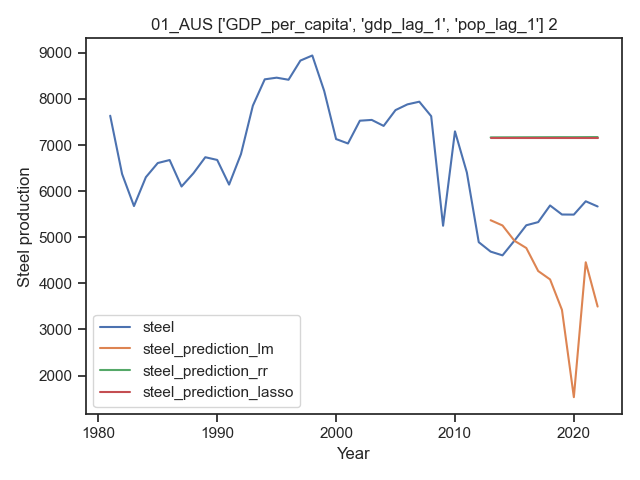 01_AUS ['GDP_per_capita', 'gdp_lag_1', 'pop_lag_1'] 2
9000
8000
7000
6000
5000
4000
3000
2000
Steel production
steel
steel_prediction_lm
steel_prediction_rr
steel_prediction_lasso
1980
1990
2000
2010
2020
Year